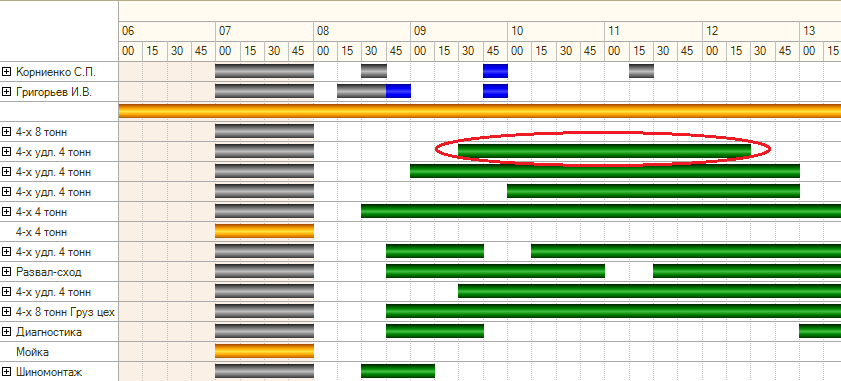 06 07 08 09 10 11 12 13
00 15 30 45 00 15 30 45 00 15 30 45 00 15 30 45 00 15 30 45 00 15 30 45 00 15 30 45 00 15
Корниенко С.П.
Григорьев И.В.
4-х 8 тонн
4-х удл. 4 тонн
4-х удл. 4 тонн
4-х удл. 4 тонн
4-х 4 тонн
4-х 4 тонн
4-х удл. 4 тонн
Развал-сход
4-х удл. 4 тонн
4-х 8 тонн Груз цех
Диагностика
Мойка
Шиномонтаж